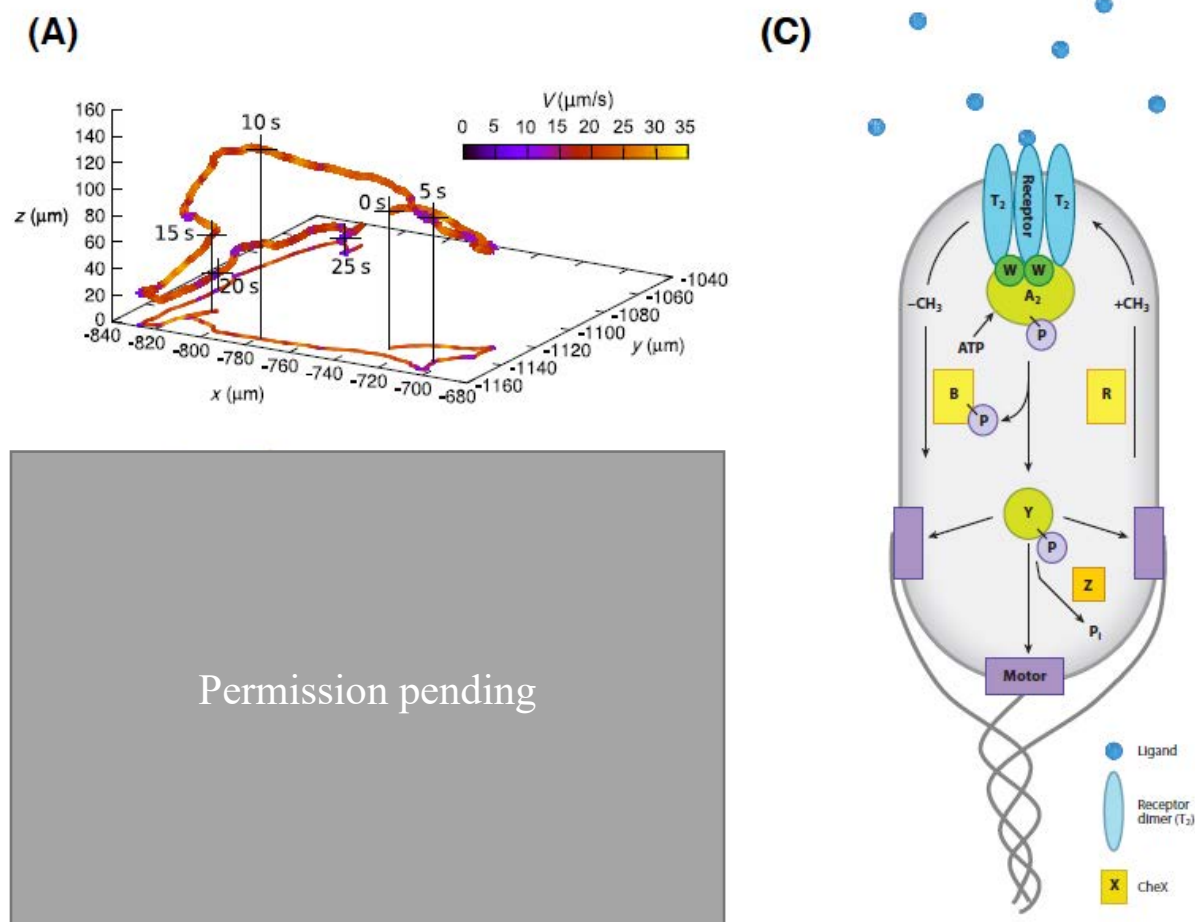 (A)
V(μm/s)
0 5 10 15 20 25 30 35
160
140
120
100
80
60
40
20
0
z (μm)
10 s
0 s
5 s
15 s
20 s
25 s
-840
-820
-800
-780
-760
-740
-720
-700
-680
x (μm)
-1160
-1140
-1120
-1100
-1080
-1060
-1040
y (μm)
Permission pending
(C)
T2
Receptor
T2
W
W
A2
P
–CH3
+CH3
ATP
B
P
R
Y
P
Z
Pi
Motor
Ligand
Receptor
dimer (T2)
X
CheX